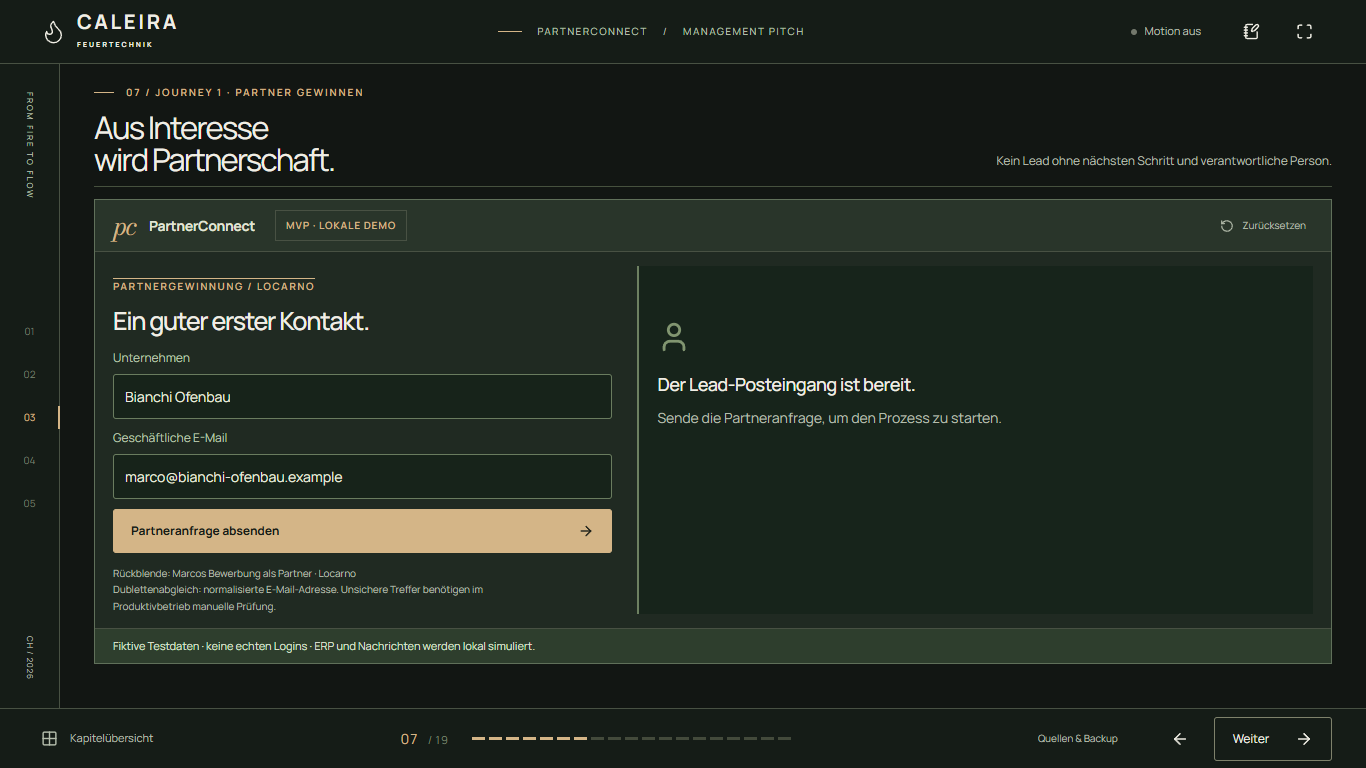 CALEIRA
FEUERTECHNIK
PARTNERCONNECT / MANAGEMENT PITCH
Motion aus
FROM FIRE TO FLOW
01
02
03
04
05
CH / 2026
07 / JOURNEY 1 · PARTNER GEWINNEN
Aus Interesse
wird Partnerschaft.
Kein Lead ohne nächsten Schritt und verantwortliche Person.
pc PartnerConnect
MVP · LOKALE DEMO
Zurücksetzen
PARTNERGEWINNUNG / LOCARNO
Ein guter erster Kontakt.
Unternehmen
Bianchi Ofenbau
Geschäftliche E-Mail
marco@bianchi-ofenbau.example
Partneranfrage absenden
Rückblende: Marcos Bewerbung als Partner · Locarno
Dublettenabgleich: normalisierte E-Mail-Adresse. Unsichere Treffer benötigen im
Produktivbetrieb manuelle Prüfung.
Der Lead-Posteingang ist bereit.
Sende die Partneranfrage, um den Prozess zu starten.
Fiktive Testdaten · keine echten Logins · ERP und Nachrichten werden lokal simuliert.
Kapitelübersicht
07 / 19
Quellen & Backup
Weiter